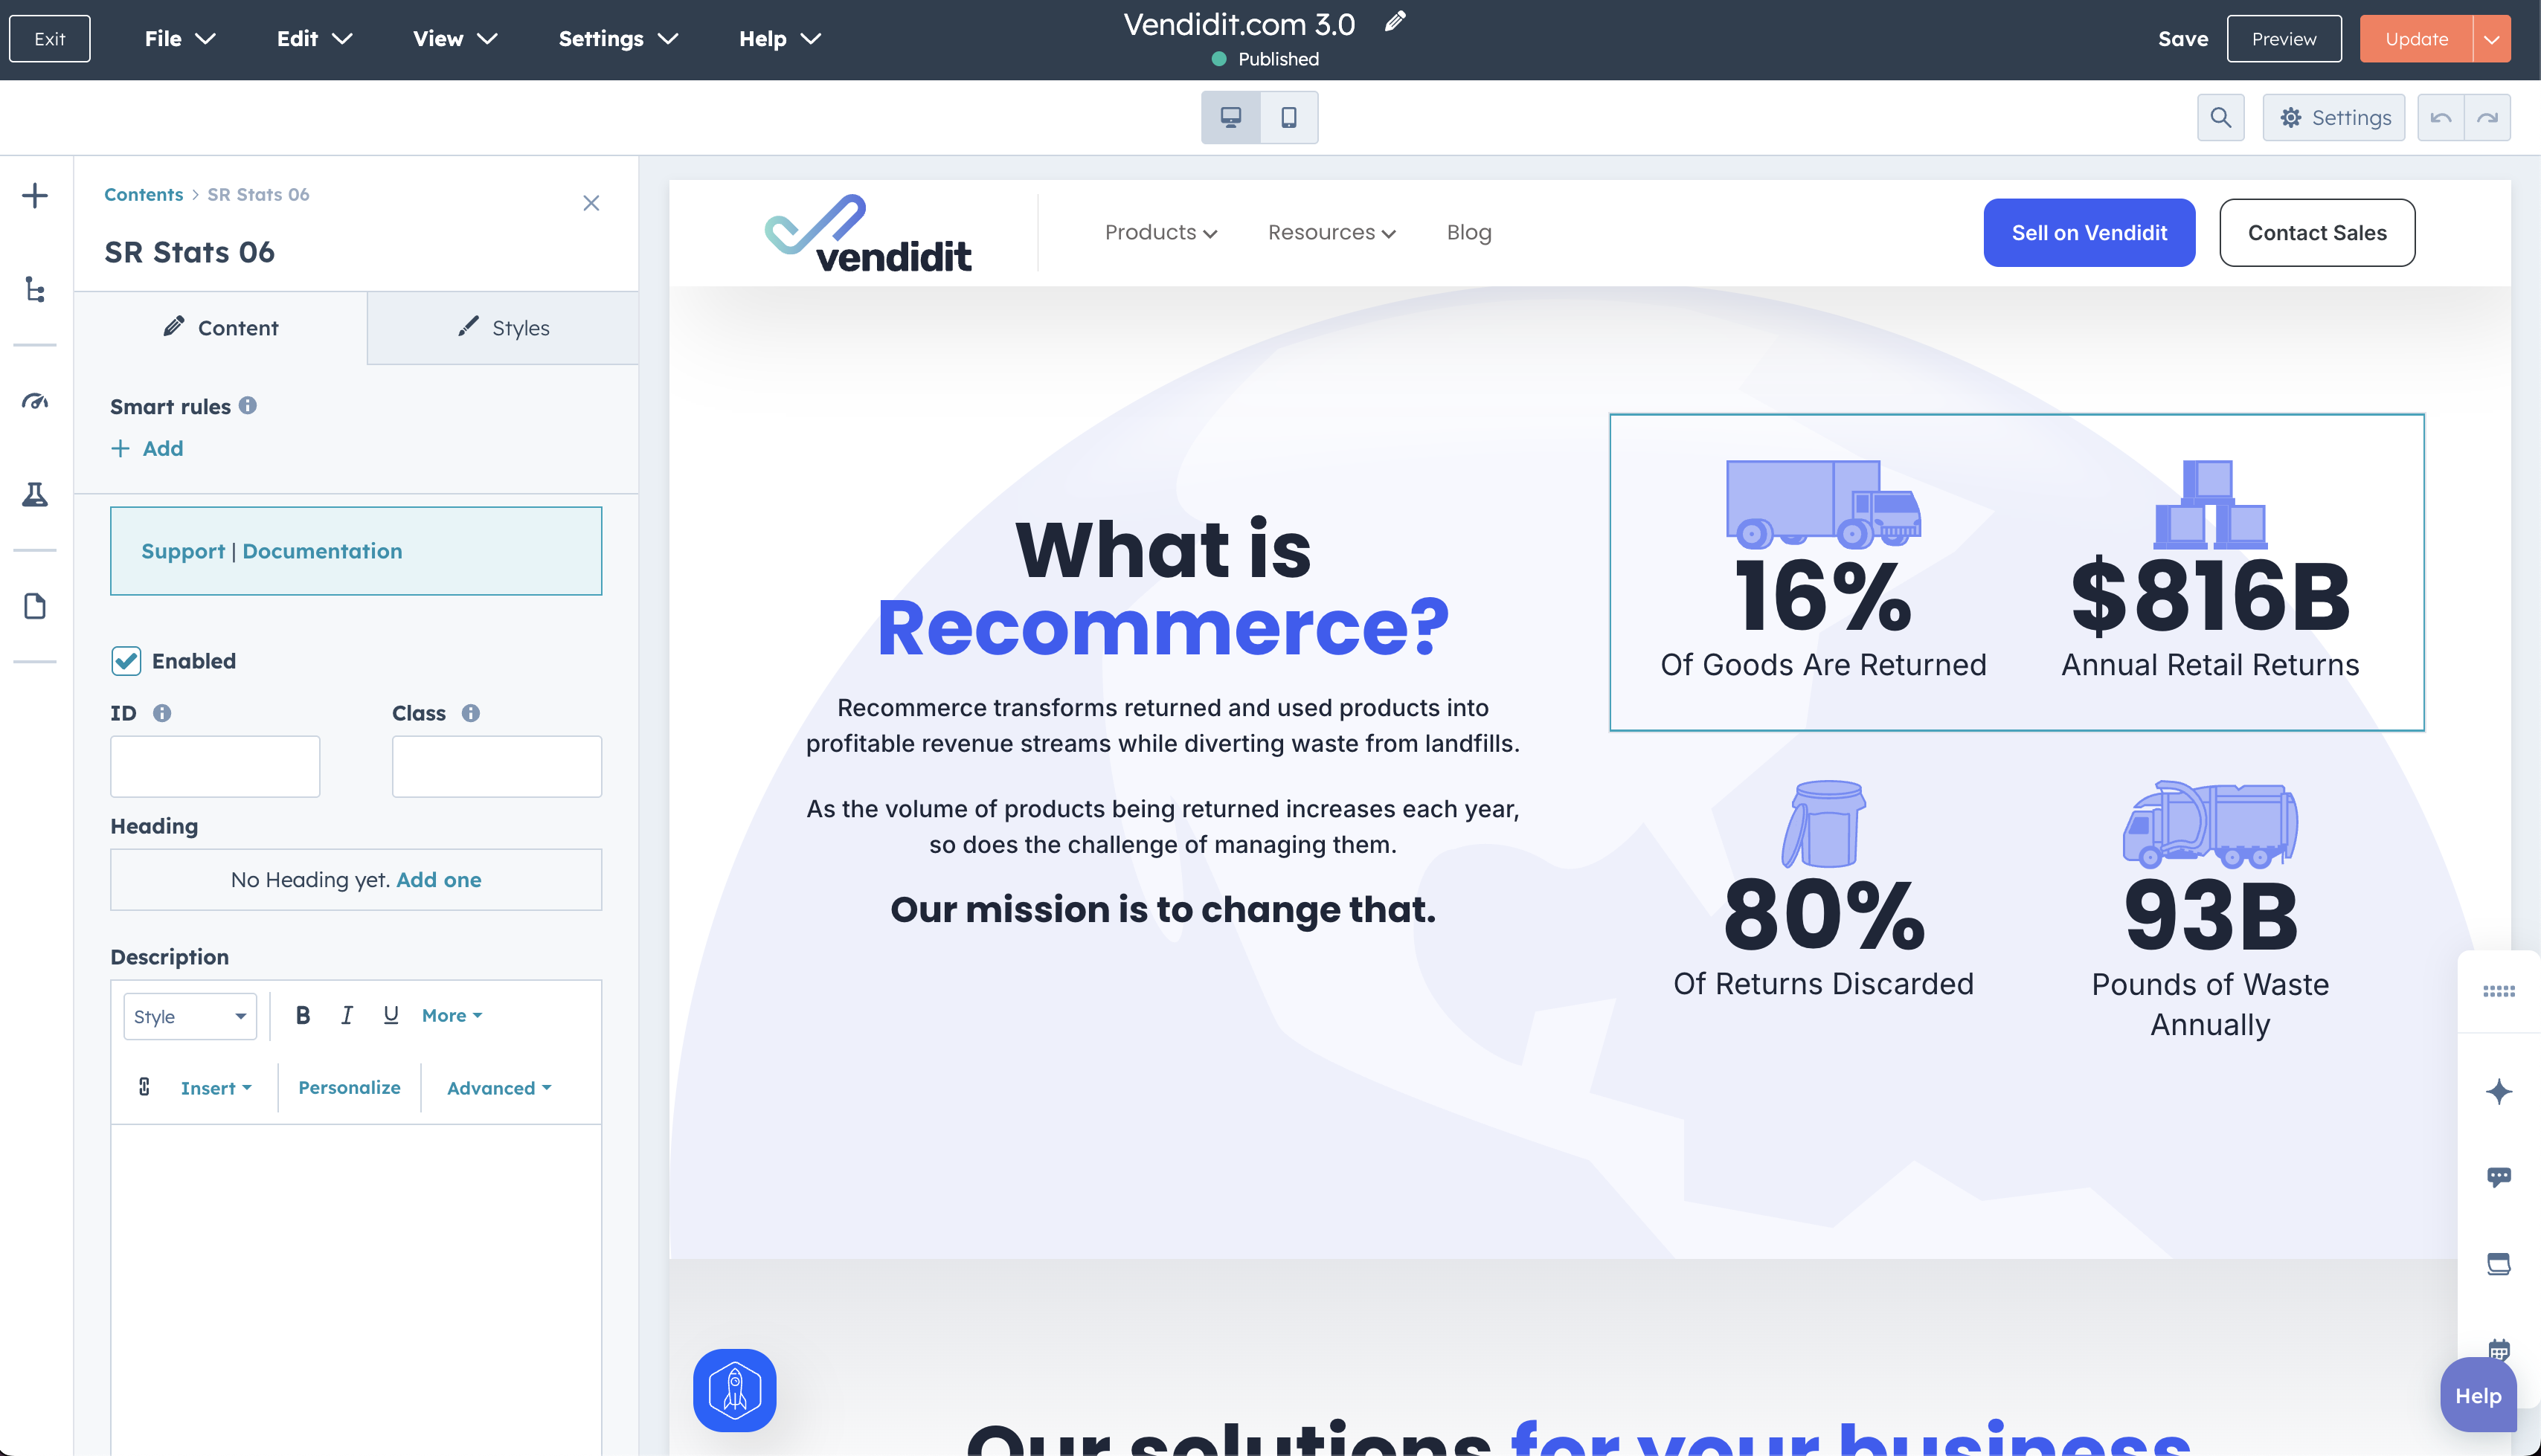 Exit
File
Edit
View
Settings
Help
Vendidit.com 3.0
Published
Save
Preview
Update
Settings
Contents > SR Stats 06
SR Stats 06
Content
Styles
Smart rules
+ Add
Support | Documentation
Enabled
ID
Class
Heading
No Heading yet. Add one
Description
Style
B I U More
Insert
Personalize
Advanced
vendidit
Products
Resources
Blog
Sell on Vendidit
Contact Sales
What is
Recommerce?
Recommerce transforms returned and used products into
profitable revenue streams while diverting waste from landfills.
As the volume of products being returned increases each year,
so does the challenge of managing them.
Our mission is to change that.
16%
Of Goods Are Returned
$816B
Annual Retail Returns
80%
Of Returns Discarded
93B
Pounds of Waste
Annually
Our solutions for your business
Help